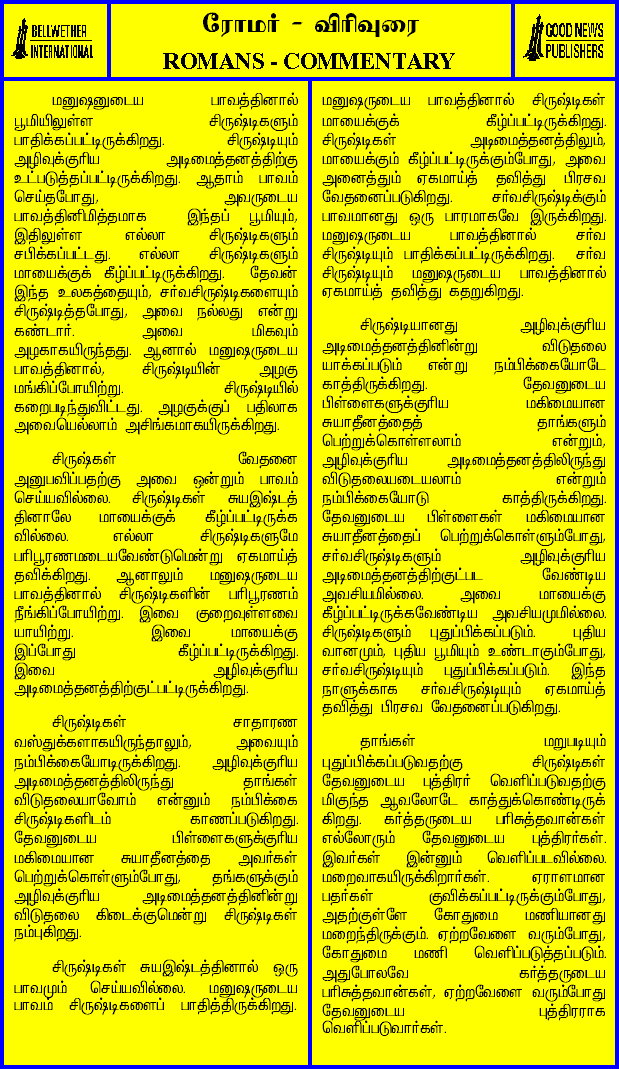 BELLWETHER
INTERNATIONAL
ரோமர் - விரிவுரை
ROMANS - COMMENTARY
GOOD NEWS
PUBLISHERS
மனுஷனுடைய பாவத்தினால்
பூமியிலுள்ள சிருஷ்டிகளும்
பாதிக்கப்பட்டிருக்கிறது. சிருஷ்டியும்
அழிவுக்குரிய அடிமைத்தனத்திற்கு
உட்படுத்தப்பட்டிருக்கிறது. ஆதாம் பாவம்
செய்தபோது, அவருடைய
பாவத்தினிமித்தமாக இந்தப் பூமியும்,
இதிலுள்ள எல்லா சிருஷ்டிகளும்
சபிக்கப்பட்டது. எல்லா சிருஷ்டிகளும்
மாயைக்குக் கீழ்ப்பட்டிருக்கிறது. தேவன்
இந்த உலகத்தையும், சர்வசிருஷ்டிகளையும்
சிருஷ்டித்தபோது, அவை நல்லது என்று
கண்டார். அவை மிகவும்
அழகாகயிருந்தது. ஆனால் மனுஷருடைய
பாவத்தினால், சிருஷ்டியின் அழகு
மங்கிப்போயிற்று. சிருஷ்டியில்
கறைபடிந்துவிட்டது. அழகுக்குப் பதிலாக
அவையெல்லாம் அசிங்கமாகயிருக்கிறது.
சிருஷ்கள் வேதனை
அனுபவிப்பதற்கு அவை ஒன்றும் பாவம்
செய்யவில்லை. சிருஷ்டிகள் சுயஇஷ்டத்
தினாலே மாயைக்குக் கீழ்ப்பட்டிருக்க
வில்லை. எல்லா சிருஷ்டிகளுமே
பரிபூரணமடையவேண்டுமென்று ஏகமாய்த்
தவிக்கிறது. ஆனாலும் மனுஷருடைய
பாவத்தினால் சிருஷ்டிகளின் பரிபூரணம்
நீங்கிப்போயிற்று. இவை குறைவுள்ளவை
யாயிற்று. இவை மாயைக்கு
இப்போது கீழ்ப்பட்டிருக்கிறது.
இவை அழிவுக்குரிய
அடிமைத்தனத்திற்குட்பட்டிருக்கிறது.
சிருஷ்டிகள் சாதாரண
வஸ்துக்களாகயிருந்தாலும், அவையும்
நம்பிக்கையோடிருக்கிறது. அழிவுக்குரிய
அடிமைத்தனத்திலிருந்து தாங்கள்
விடுதலையாவோம் என்னும் நம்பிக்கை
சிருஷ்டிகளிடம் காணப்படுகிறது.
தேவனுடைய பிள்ளைகளுக்குரிய
மகிமையான சுயாதீனத்தை அவர்கள்
பெற்றுக்கொள்ளும்போது, தங்களுக்கும்
அழிவுக்குரிய அடிமைத்தனத்தினின்று
விடுதலை கிடைக்குமென்று சிருஷ்டிகள்
நம்புகிறது.
சிருஷ்டிகள் சுயஇஷ்டத்தினால் ஒரு
பாவமும் செய்யவில்லை. மனுஷருடைய
பாவம் சிருஷ்டிகளைப் பாதித்திருக்கிறது.
மனுஷருடைய பாவத்தினால் சிருஷ்டிகள்
மாயைக்குக் கீழ்ப்பட்டிருக்கிறது.
சிருஷ்டிகள் அடிமைத்தனத்திலும்,
மாயைக்கும் கீழ்ப்பட்டிருக்கும்போது, அவை
அனைத்தும் ஏகமாய்த் தவித்து பிரசவ
வேதனைப்படுகிறது. சர்வசிருஷ்டிக்கும்
பாவமானது ஒரு பாரமாகவே இருக்கிறது.
மனுஷருடைய பாவத்தினால் சர்வ
சிருஷ்டியும் பாதிக்கப்பட்டிருக்கிறது. சர்வ
சிருஷ்டியும் மனுஷருடைய பாவத்தினால்
ஏகமாய்த் தவித்து கதறுகிறது.
சிருஷ்டியானது அழிவுக்குரிய
அடிமைத்தனத்தினின்று விடுதலை
யாக்கப்படும் என்று நம்பிக்கையோடே
காத்திருக்கிறது. தேவனுடைய
பிள்ளைகளுக்குரிய மகிமையான
சுயாதீனத்தைத் தாங்களும்
பெற்றுக்கொள்ளலாம் என்றும்,
அழிவுக்குரிய அடிமைத்தனத்திலிருந்து
விடுதலையடையலாம் என்றும்
நம்பிக்கையோடு காத்திருக்கிறது.
தேவனுடைய பிள்ளைகள் மகிமையான
சுயாதீனத்தைப் பெற்றுக்கொள்ளும்போது,
சர்வசிருஷ்டிகளும் அழிவுக்குரிய
அடிமைத்தனத்திற்குட்பட வேண்டிய
அவசியமில்லை. அவை மாயைக்கு
கீழ்ப்பட்டிருக்கவேண்டிய அவசியமுமில்லை.
சிருஷ்டிகளும் புதுப்பிக்கப்படும். புதிய
வானமும், புதிய பூமியும் உண்டாகும்போது,
சர்வசிருஷ்டியும் புதுப்பிக்கப்படும். இந்த
நாளுக்காக சர்வசிருஷ்டியும் ஏகமாய்த்
தவித்து பிரசவ வேதனைப்படுகிறது.
தாங்கள் மறுபடியும்
புதுப்பிக்கப்படுவதற்கு சிருஷ்டிகள்
தேவனுடைய புத்திரர் வெளிப்படுவதற்கு
மிகுந்த ஆவலோடே காத்துக்கொண்டிருக்
கிறது. கர்த்தருடைய பரிசுத்தவான்கள்
எல்லோரும் தேவனுடைய புத்திரர்கள்.
இவர்கள் இன்னும் வெளிப்படவில்லை.
மறைவாகயிருக்கிறார்கள். ஏராளமான
பதர்கள் குவிக்கப்பட்டிருக்கும்போது,
அதற்குள்ளே கோதுமை மணியானது
மறைந்திருக்கும். ஏற்றவேளை வரும்போது,
கோதுமை மணி வெளிப்படுத்தப்படும்.
அதுபோலவே கர்த்தருடைய
பரிசுத்தவான்கள், ஏற்றவேளை வரும்போது
தேவனுடைய புத்திரராக
வெளிப்படுவார்கள்.